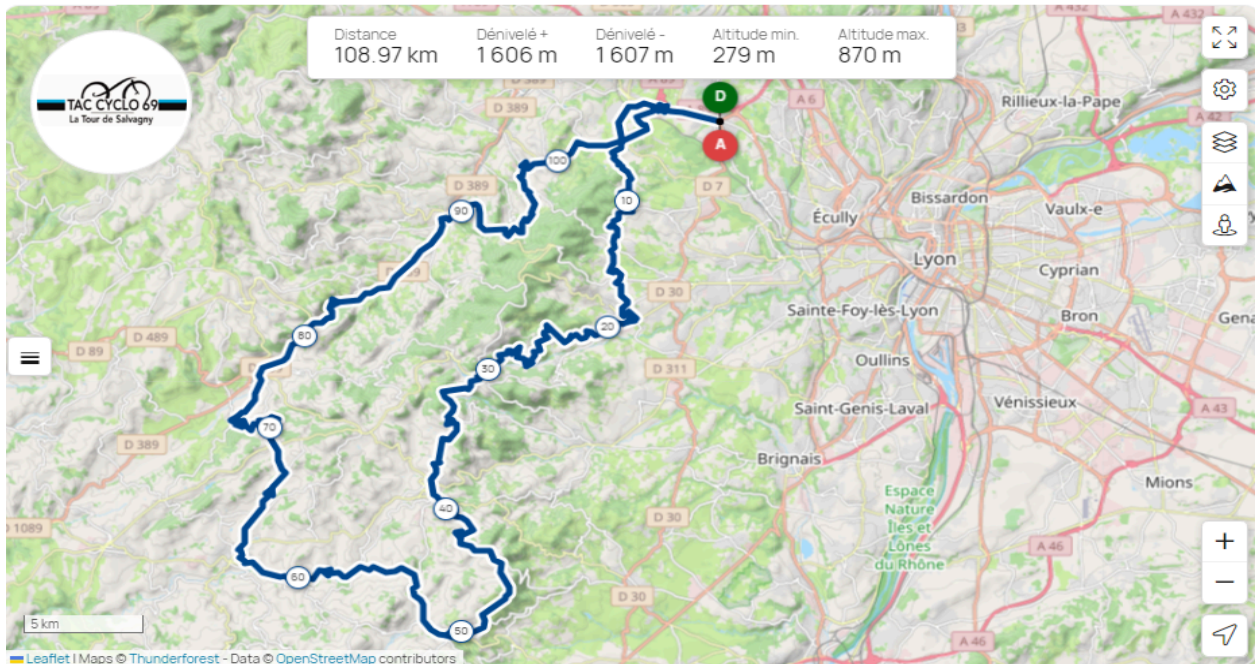 Distance
108.97 km
Dénivelé +
1 606 m
Dénivelé -
1 607 m
Altitude min.
279 m
Altitude max.
870 m
TAC CYCLO 69
La Tour de Salvagny
A 432
A 432
D 389
A 89
A 6
D
A
Rillieux-la-Pape
A 42
100
D 389
D 7
10
Bissardon
90
Écully
Vaulx-e
Lyon
D 30
Cyprian
80
20
Sainte-Foy-lès-Lyon
Bron
Gena
D 489
D 89
Oullins
30
D 311
Saint-Genis-Laval
Vénissieux
A 43
70
D 389
Brignais
Mions
Espace
Nature
Îles et
Lônes
du Rhône
40
D 30
D 1089
A 46
60
D 30
5 km
50
A 46
+
−
Leaflet | Maps © Thunderforest - Data © OpenStreetMap contributors